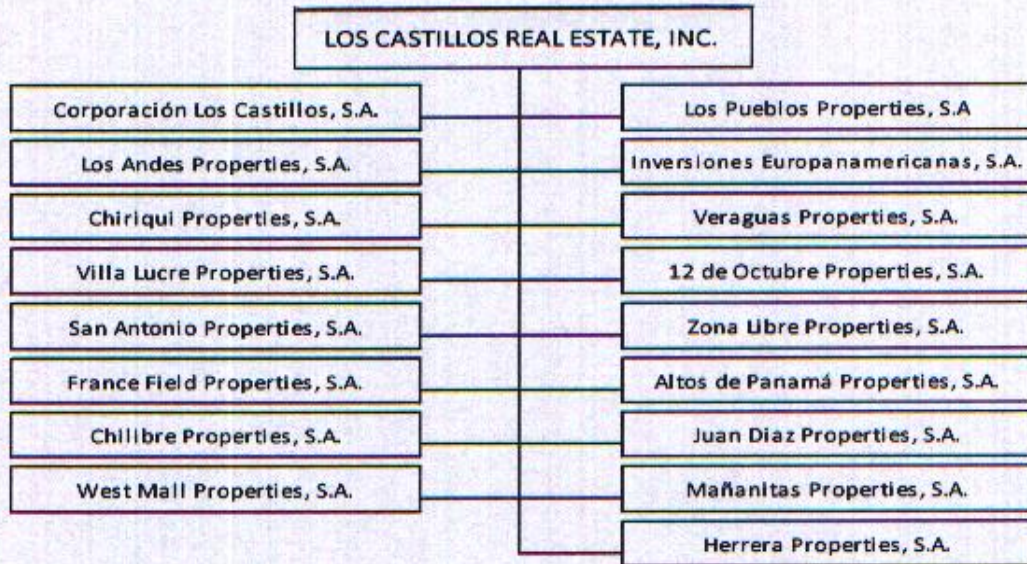 LOS CASTILLOS REAL ESTATE, INC.
Corporación Los Castillos, S.A.
Los Pueblos Properties, S.A
Los Andes Properties, S.A.
Inversiones Europanamericanas, S.A.
Chiriqui Properties, S.A.
Veraguas Properties, S.A.
Villa Lucre Properties, S.A.
12 de Octubre Properties, S.A.
San Antonio Properties, S.A.
Zona Libre Properties, S.A.
France Field Properties, S.A.
Altos de Panamá Properties, S.A.
Chilibre Properties, S.A.
Juan Diaz Properties, S.A.
West Mall Properties, S.A.
Mañanitas Properties, S.A.
Herrera Properties, S.A.